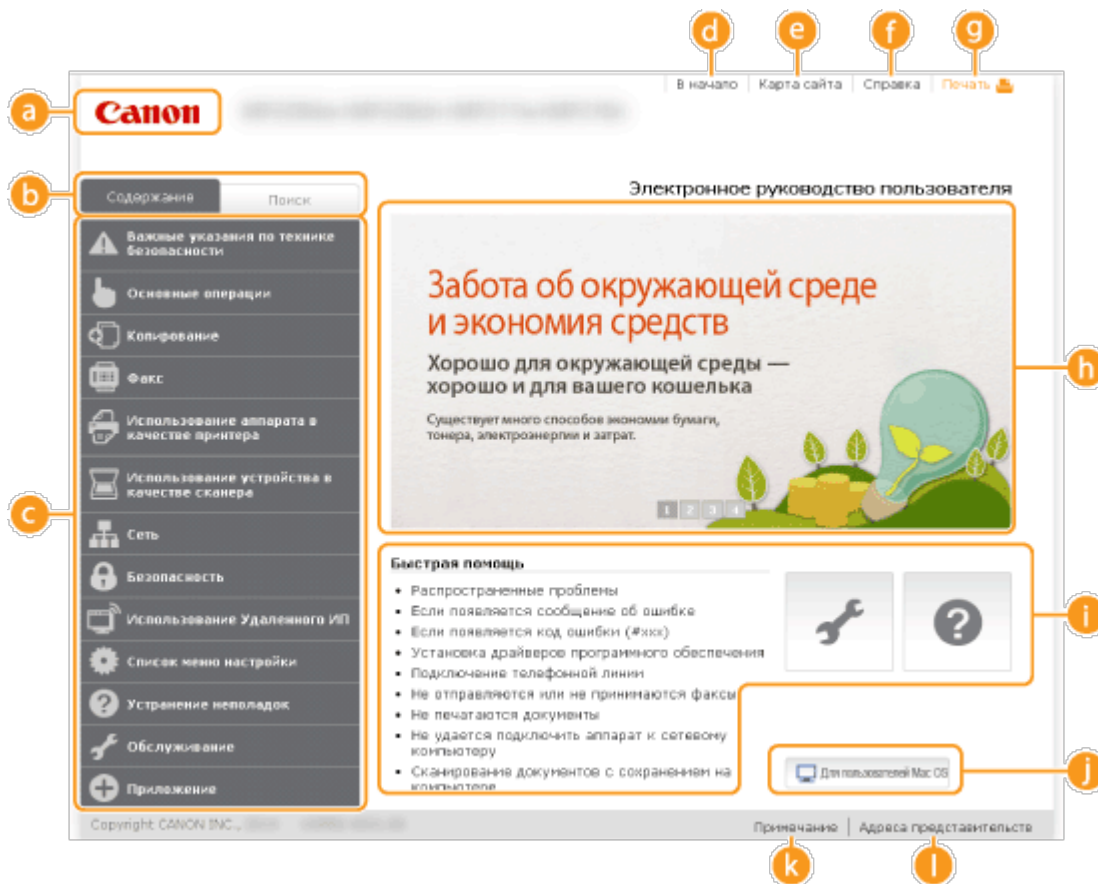 d e f g
В начало | Карта сайта | Справка | Печать
a Canon
b Содержание Поиск
Электронное руководство пользователя
Важные указания по технике
безопасности
Основные операции
Копирование
Факс
Использование аппарата в
качестве принтера
Использование устройства в
качестве сканера
c
Сеть
Безопасность
Использование Удаленного ИП
Список меню настройки
Устранение неполадок
Обслуживание
Приложение
Забота об окружающей среде
и экономия средств
Хорошо для окружающей среды —
хорошо и для вашего кошелька
h
Существует много способов экономии бумаги,
тонера, электроэнергии и затрат.
1 2 3 4
Быстрая помощь
• Распространенные проблемы
• Если появляется сообщение об ошибке
• Если появляется код ошибки (#xxx)
• Установка драйверов программного обеспечения
• Подключение телефонной линии
• Не отправляются или не принимаются факсы
• Не печатаются документы
• Не удается подключить аппарат к сетевому
компьютеру
• Сканирование документов с сохранением на
компьютере
?
i
Для пользователей Mac OS
j
Copyright CANON INC.,
Примечание | Адреса представительств
k l